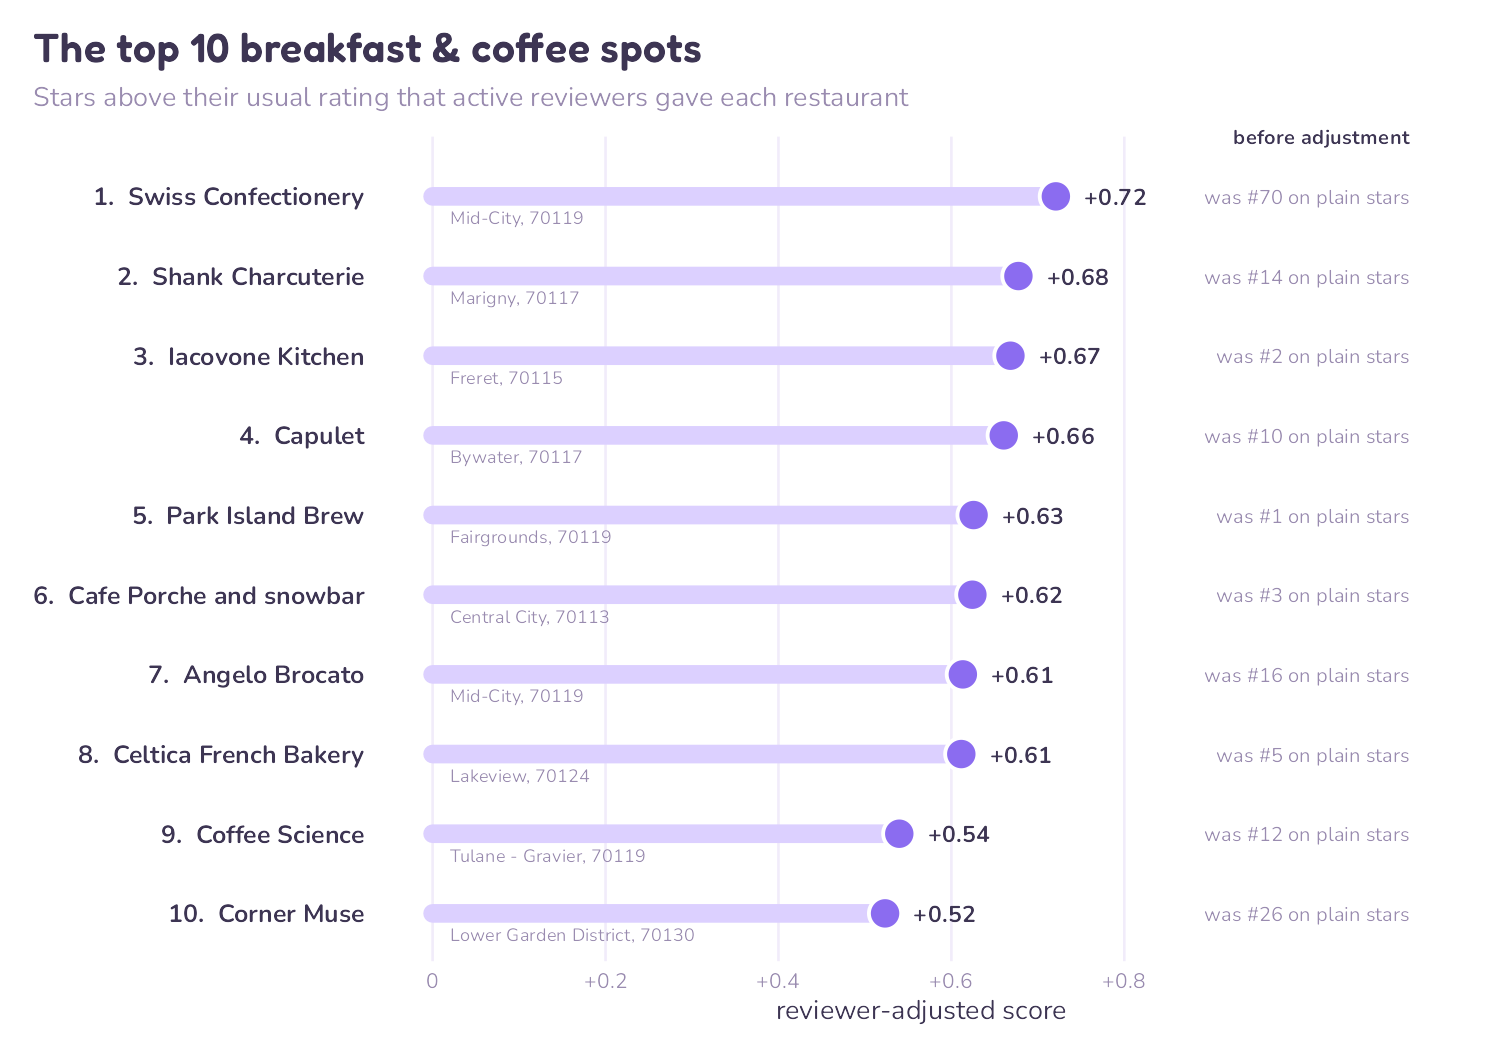 The top 10 breakfast & coffee spots
Stars above their usual rating that active reviewers gave each restaurant
before adjustment
1. Swiss Confectionery +0.72 was #70 on plain stars
Mid-City, 70119
2. Shank Charcuterie +0.68 was #14 on plain stars
Marigny, 70117
3. Iacovone Kitchen +0.67 was #2 on plain stars
Freret, 70115
4. Capulet +0.66 was #10 on plain stars
Bywater, 70117
5. Park Island Brew +0.63 was #1 on plain stars
Fairgrounds, 70119
6. Cafe Porche and snowbar +0.62 was #3 on plain stars
Central City, 70113
7. Angelo Brocato +0.61 was #16 on plain stars
Mid-City, 70119
8. Celtica French Bakery +0.61 was #5 on plain stars
Lakeview, 70124
9. Coffee Science +0.54 was #12 on plain stars
Tulane - Gravier, 70119
10. Corner Muse +0.52 was #26 on plain stars
Lower Garden District, 70130
0 +0.2 +0.4 +0.6 +0.8
reviewer-adjusted score